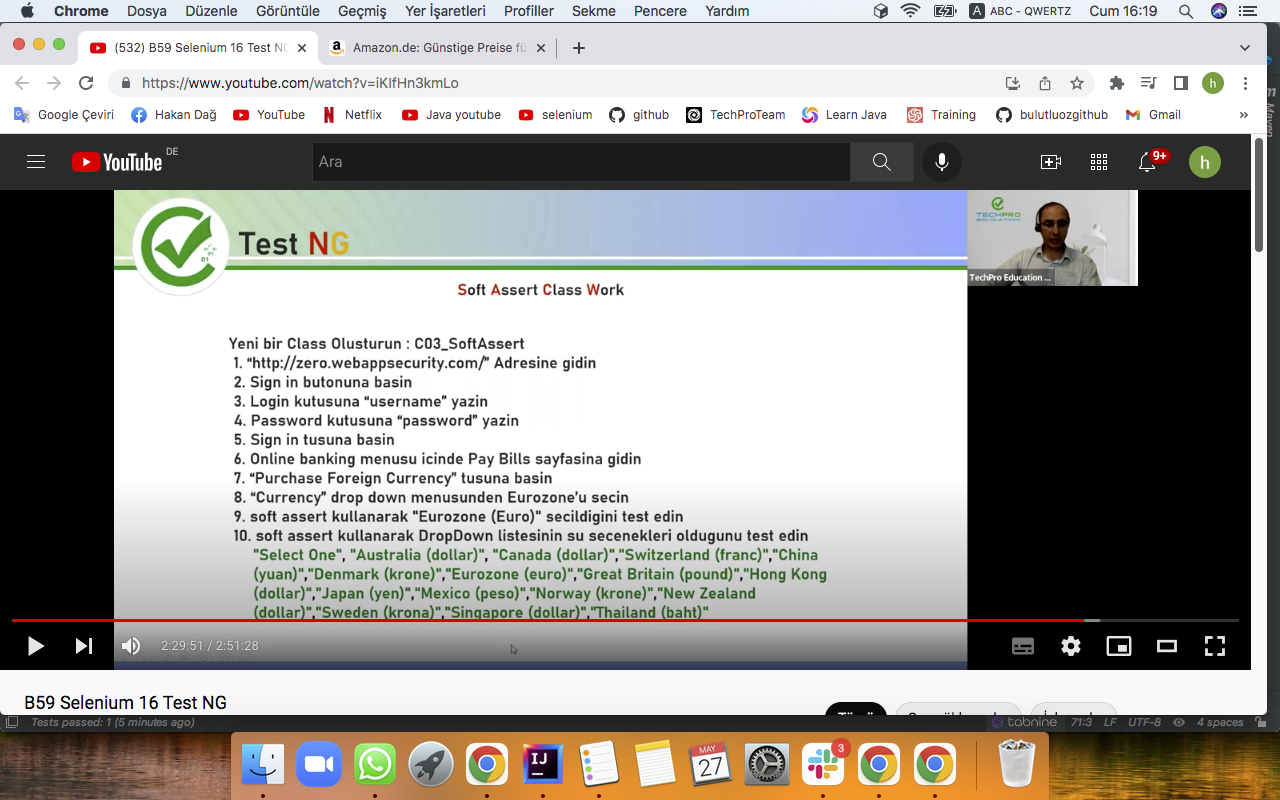 Chrome Dosya Düzenle Görüntüle Geçmiş Yer İşaretleri Profiller Sekme Pencere Yardım A ABC - QWERTZ Cum 16:19
(532) B59 Selenium 16 Test NG Amazon.de: Günstige Preise fü
https://www.youtube.com/watch?v=iKlfHn3kmLo h
Google Çeviri Hakan Dağ YouTube Netflix Java youtube selenium github TechProTeam Learn Java Training bulutluozgithub Gmail »
Maven
YouTube DE Ara 9+ h
Test NG
TECHPRO
EDUCATION
TechPro Education ...
Soft Assert Class Work
Yeni bir Class Olusturun : C03_SoftAssert
1. “http://zero.webappsecurity.com/” Adresine gidin
2. Sign in butonuna basin
3. Login kutusuna “username” yazin
4. Password kutusuna “password” yazin
5. Sign in tusuna basin
6. Online banking menusu icinde Pay Bills sayfasina gidin
7. “Purchase Foreign Currency” tusuna basin
8. “Currency” drop down menusunden Eurozone’u secin
9. soft assert kullanarak "Eurozone (Euro)" secildigini test edin
10. soft assert kullanarak DropDown listesinin su secenekleri oldugunu test edin
"Select One", "Australia (dollar)", "Canada (dollar)","Switzerland (franc)","China
(yuan)","Denmark (krone)","Eurozone (euro)","Great Britain (pound)","Hong Kong
(dollar)","Japan (yen)","Mexico (peso)","Norway (krone)","New Zealand
(dollar)","Sweden (krona)","Singapore (dollar)","Thailand (baht)"
2:29:51 / 2:51:28
B59 Selenium 16 Test NG
Tests passed: 1 (5 minutes ago) tabnine 71:3 LF UTF-8 4 spaces
IJ MAY 27 3